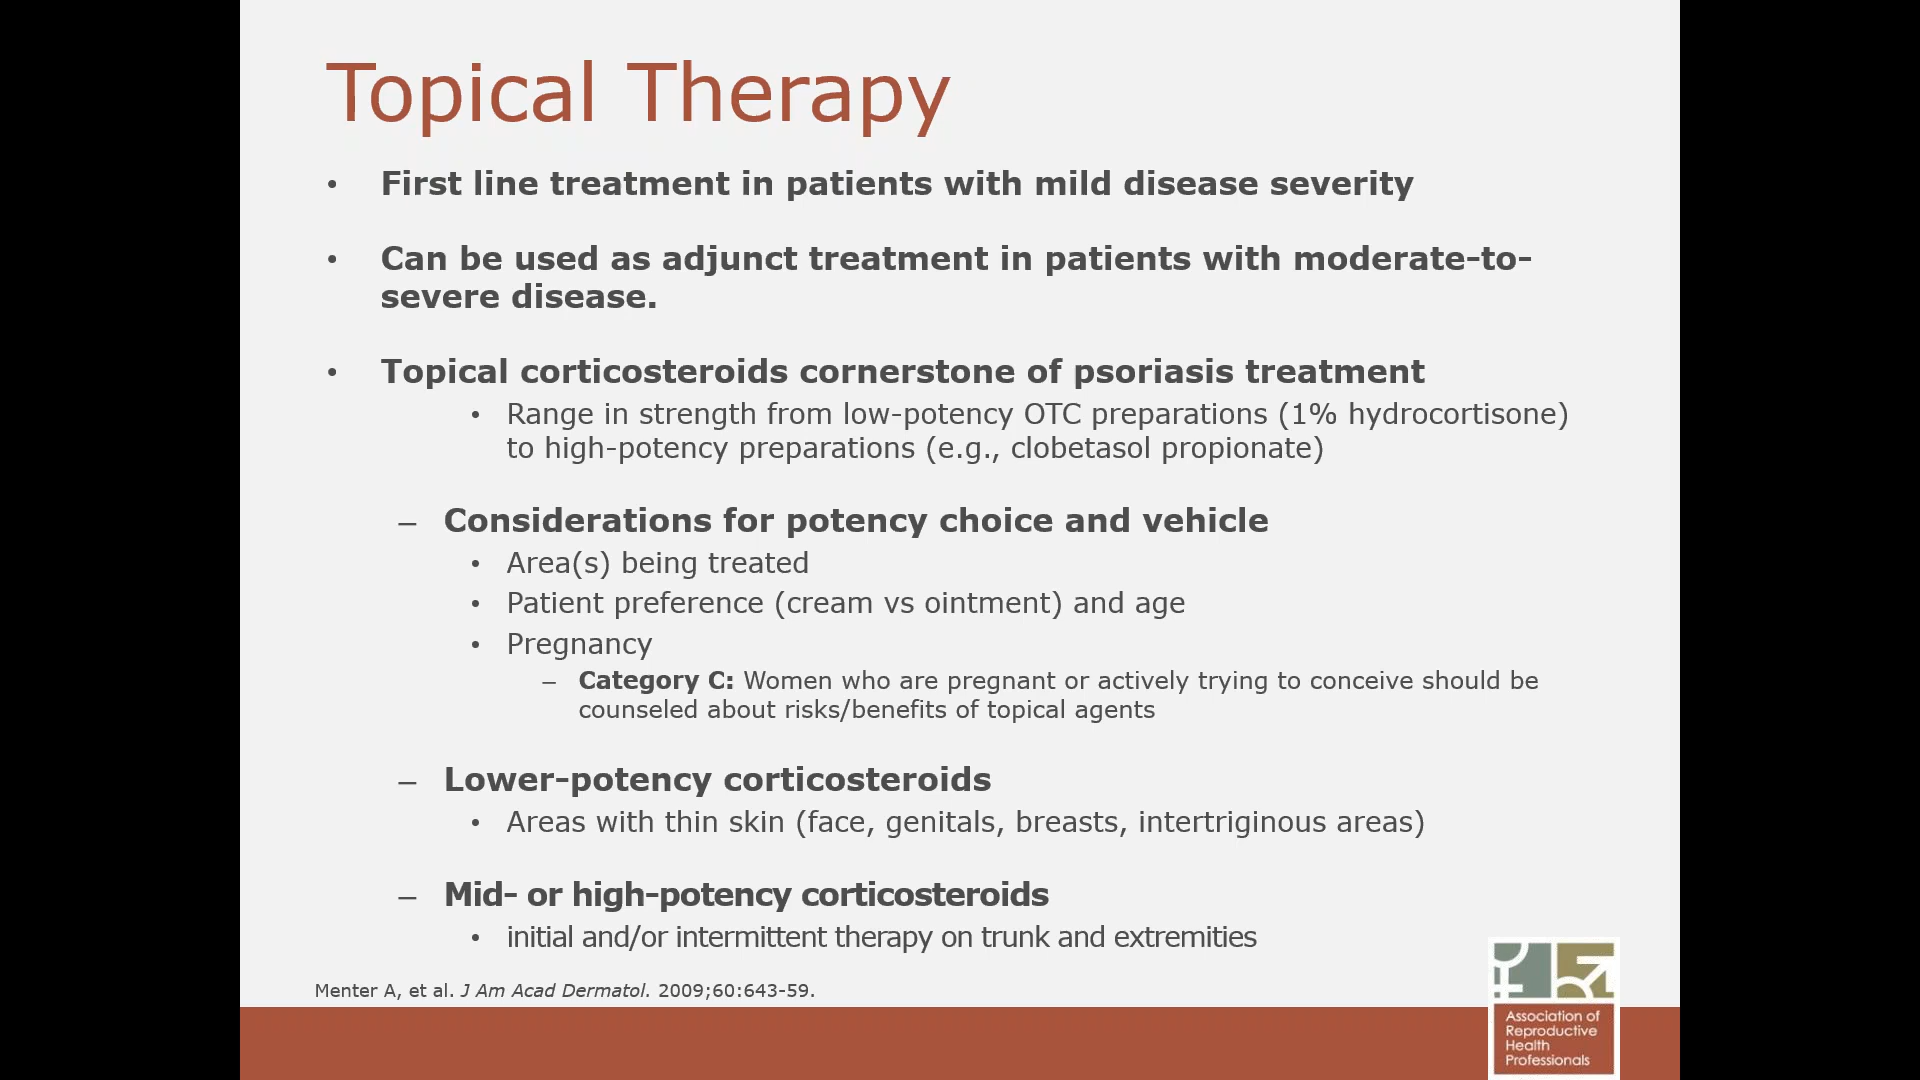 Topical Therapy
• First line treatment in patients with mild disease severity
• Can be used as adjunct treatment in patients with moderate-to-
severe disease.
• Topical corticosteroids cornerstone of psoriasis treatment
• Range in strength from low-potency OTC preparations (1% hydrocortisone)
to high-potency preparations (e.g., clobetasol propionate)
– Considerations for potency choice and vehicle
• Area(s) being treated
• Patient preference (cream vs ointment) and age
• Pregnancy
– Category C: Women who are pregnant or actively trying to conceive should be
counseled about risks/benefits of topical agents
– Lower-potency corticosteroids
• Areas with thin skin (face, genitals, breasts, intertriginous areas)
– Mid- or high-potency corticosteroids
• initial and/or intermittent therapy on trunk and extremities
Menter A, et al. J Am Acad Dermatol. 2009;60:643-59.
Association of
Reproductive
Health
Professionals